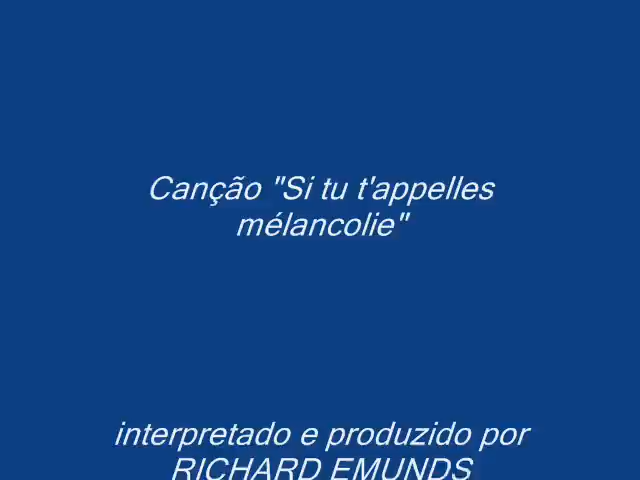 Canção "Si tu t'appelles
mélancolie"
interpretado e produzido por
RICHARD EMUNDS